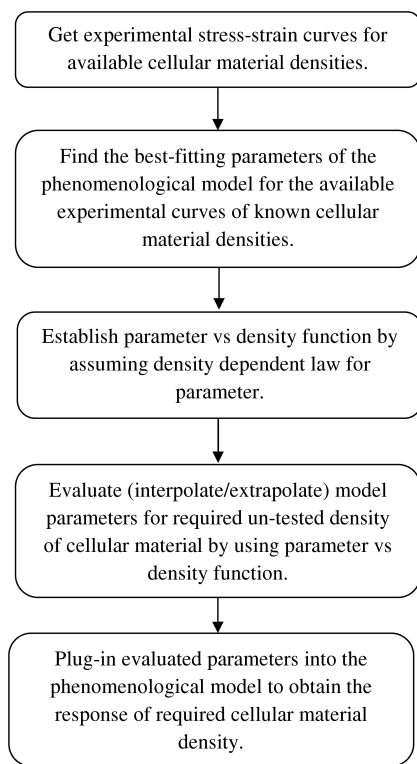 Get experimental stress-strain curves for
available cellular material densities.
Find the best-fitting parameters of the
phenomenological model for the available
experimental curves of known cellular
material densities.
Establish parameter vs density function by
assuming density dependent law for
parameter.
Evaluate (interpolate/extrapolate) model
parameters for required un-tested density
of cellular material by using parameter vs
density function.
Plug-in evaluated parameters into the
phenomenological model to obtain the
response of required cellular material
density.